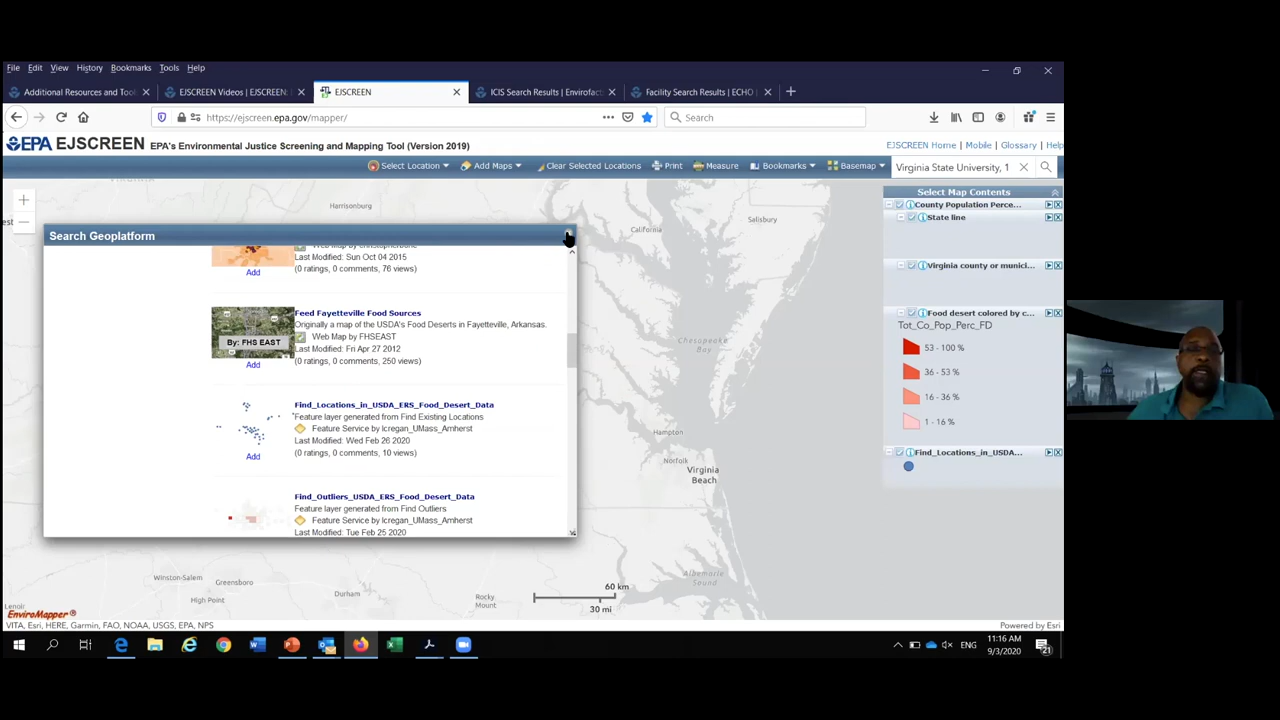 File Edit View History Bookmarks Tools Help
Additional Resources and Too
EJSCREEN Videos | EJSCREEN:
EJSCREEN
ICIS Search Results | Envirofact
Facility Search Results | ECHO |
https://ejscreen.epa.gov/mapper/
Search
EPA EJSCREEN EPA's Environmental Justice Screening and Mapping Tool (Version 2019)
EJSCREEN Home | Mobile | Glossary | Help
Select Location Add Maps Clear Selected Locations Print Measure Bookmarks Basemap
Virginia State University, 1
Select Map Contents
County Population Perce...
State line
Virginia county or munici...
Food desert colored by c...
Tot_Co_Pop_Perc_FD
53 - 100 %
36 - 53 %
16 - 36 %
1 - 16 %
Find_Locations_in_USDA...
Harrisonburg
California
Salisbury
Chesapeake
Bay
Hampton
Norfolk
Virginia
Beach
Albemarle
Sound
Winston-Salem
Greensboro
High Point
Durham
Rocky
Mount
Lenoir
60 km
30 mi
Search Geoplatform
Web Map by christopherbone
Last Modified: Sun Oct 04 2015
(0 ratings, 0 comments, 76 views)
Add
Feed Fayetteville Food Sources
Originally a map of the USDA's Food Deserts in Fayetteville, Arkansas.
Web Map by FHSEAST
Last Modified: Fri Apr 27 2012
(0 ratings, 0 comments, 250 views)
By: FHS EAST
Add
Find_Locations_in_USDA_ERS_Food_Desert_Data
Feature layer generated from Find Existing Locations
Feature Service by lcregan_UMass_Amherst
Last Modified: Wed Feb 26 2020
(0 ratings, 0 comments, 10 views)
Add
Find_Outliers_USDA_ERS_Food_Desert_Data
Feature layer generated from Find Outliers
Feature Service by lcregan_UMass_Amherst
Last Modified: Tue Feb 25 2020
EnviroMapper ®
VITA, Esri, HERE, Garmin, FAO, NOAA, USGS, EPA, NPS
Powered by Esri
ENG
11:16 AM
9/3/2020
21